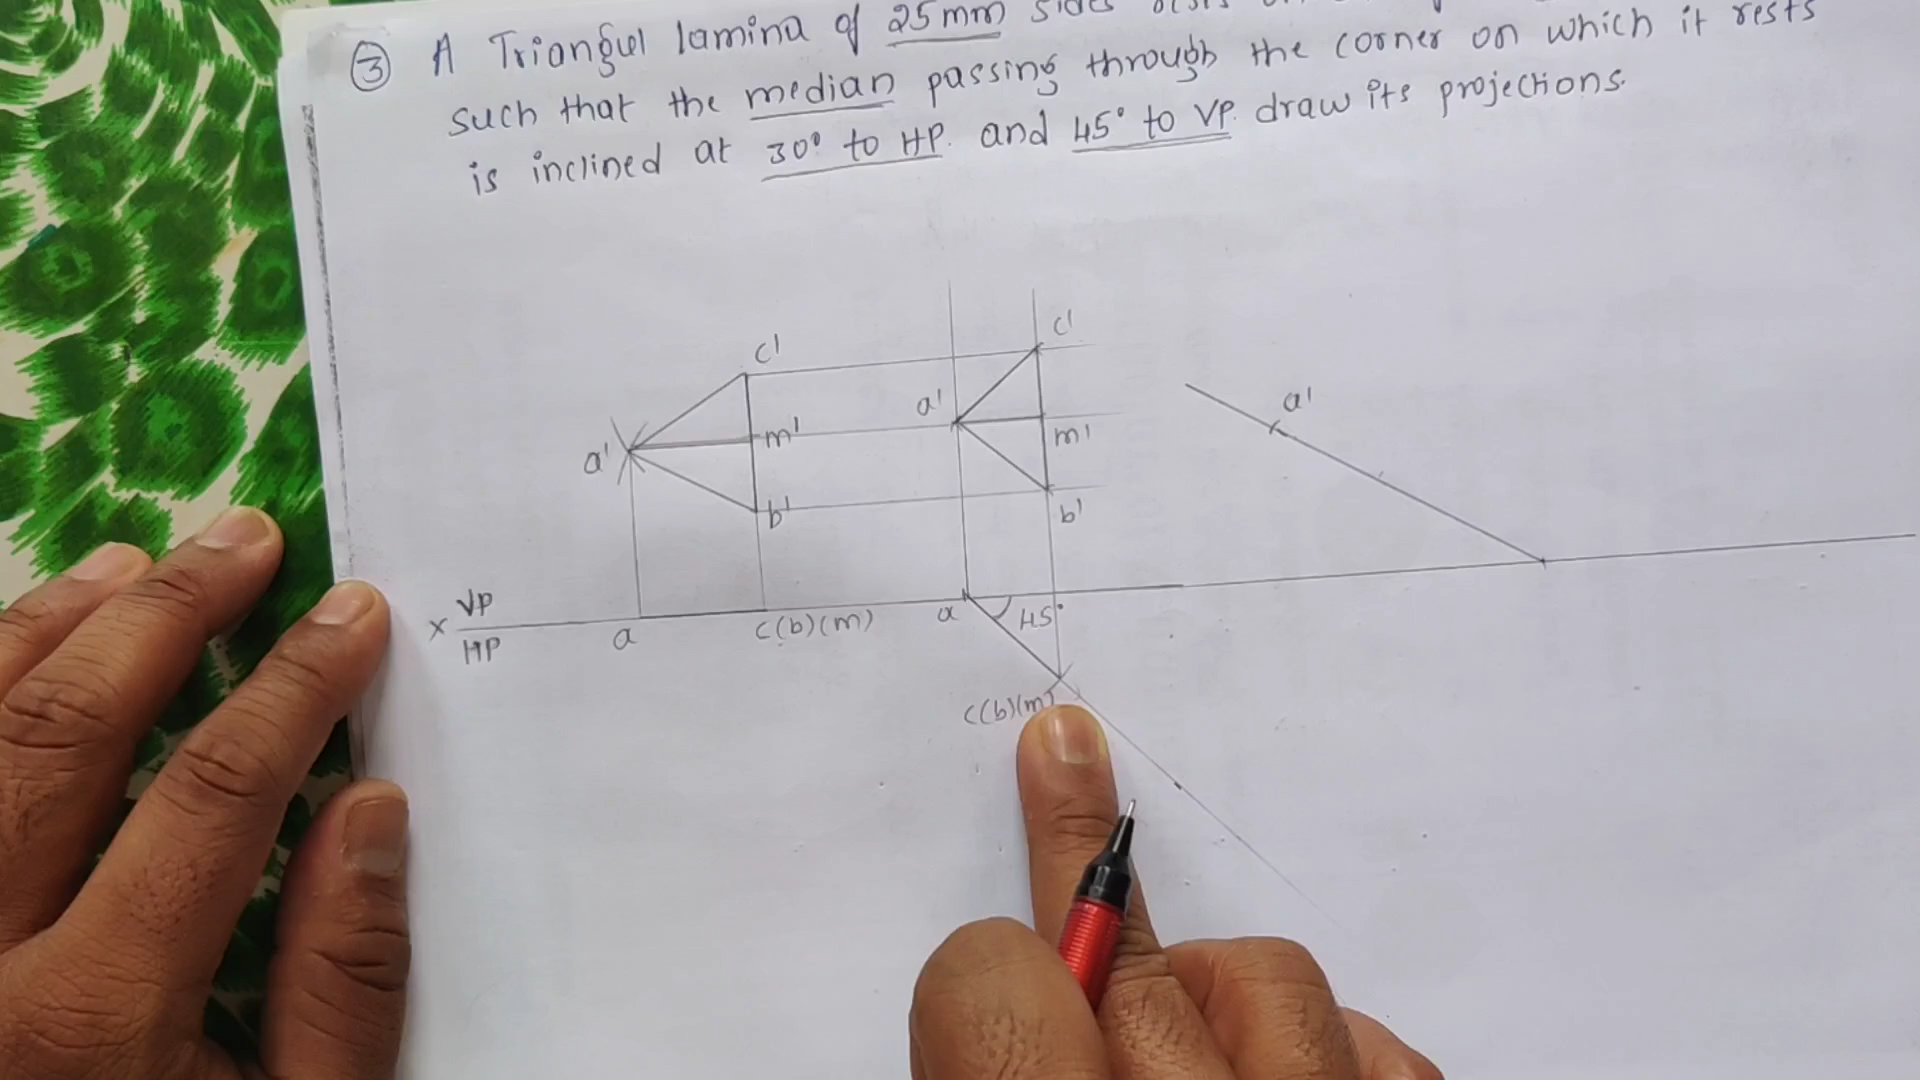 3 A Triangul lamina of 25mm sides
such that the median passing through the corner on which it rests
is inclined at 30° to HP. and 45° to VP. draw its projections.
c'
c'
a'
a'
m'
a'
m'
b'
b'
X VP
HP
a
c(b)(m)
a
45°
c(b)(m)